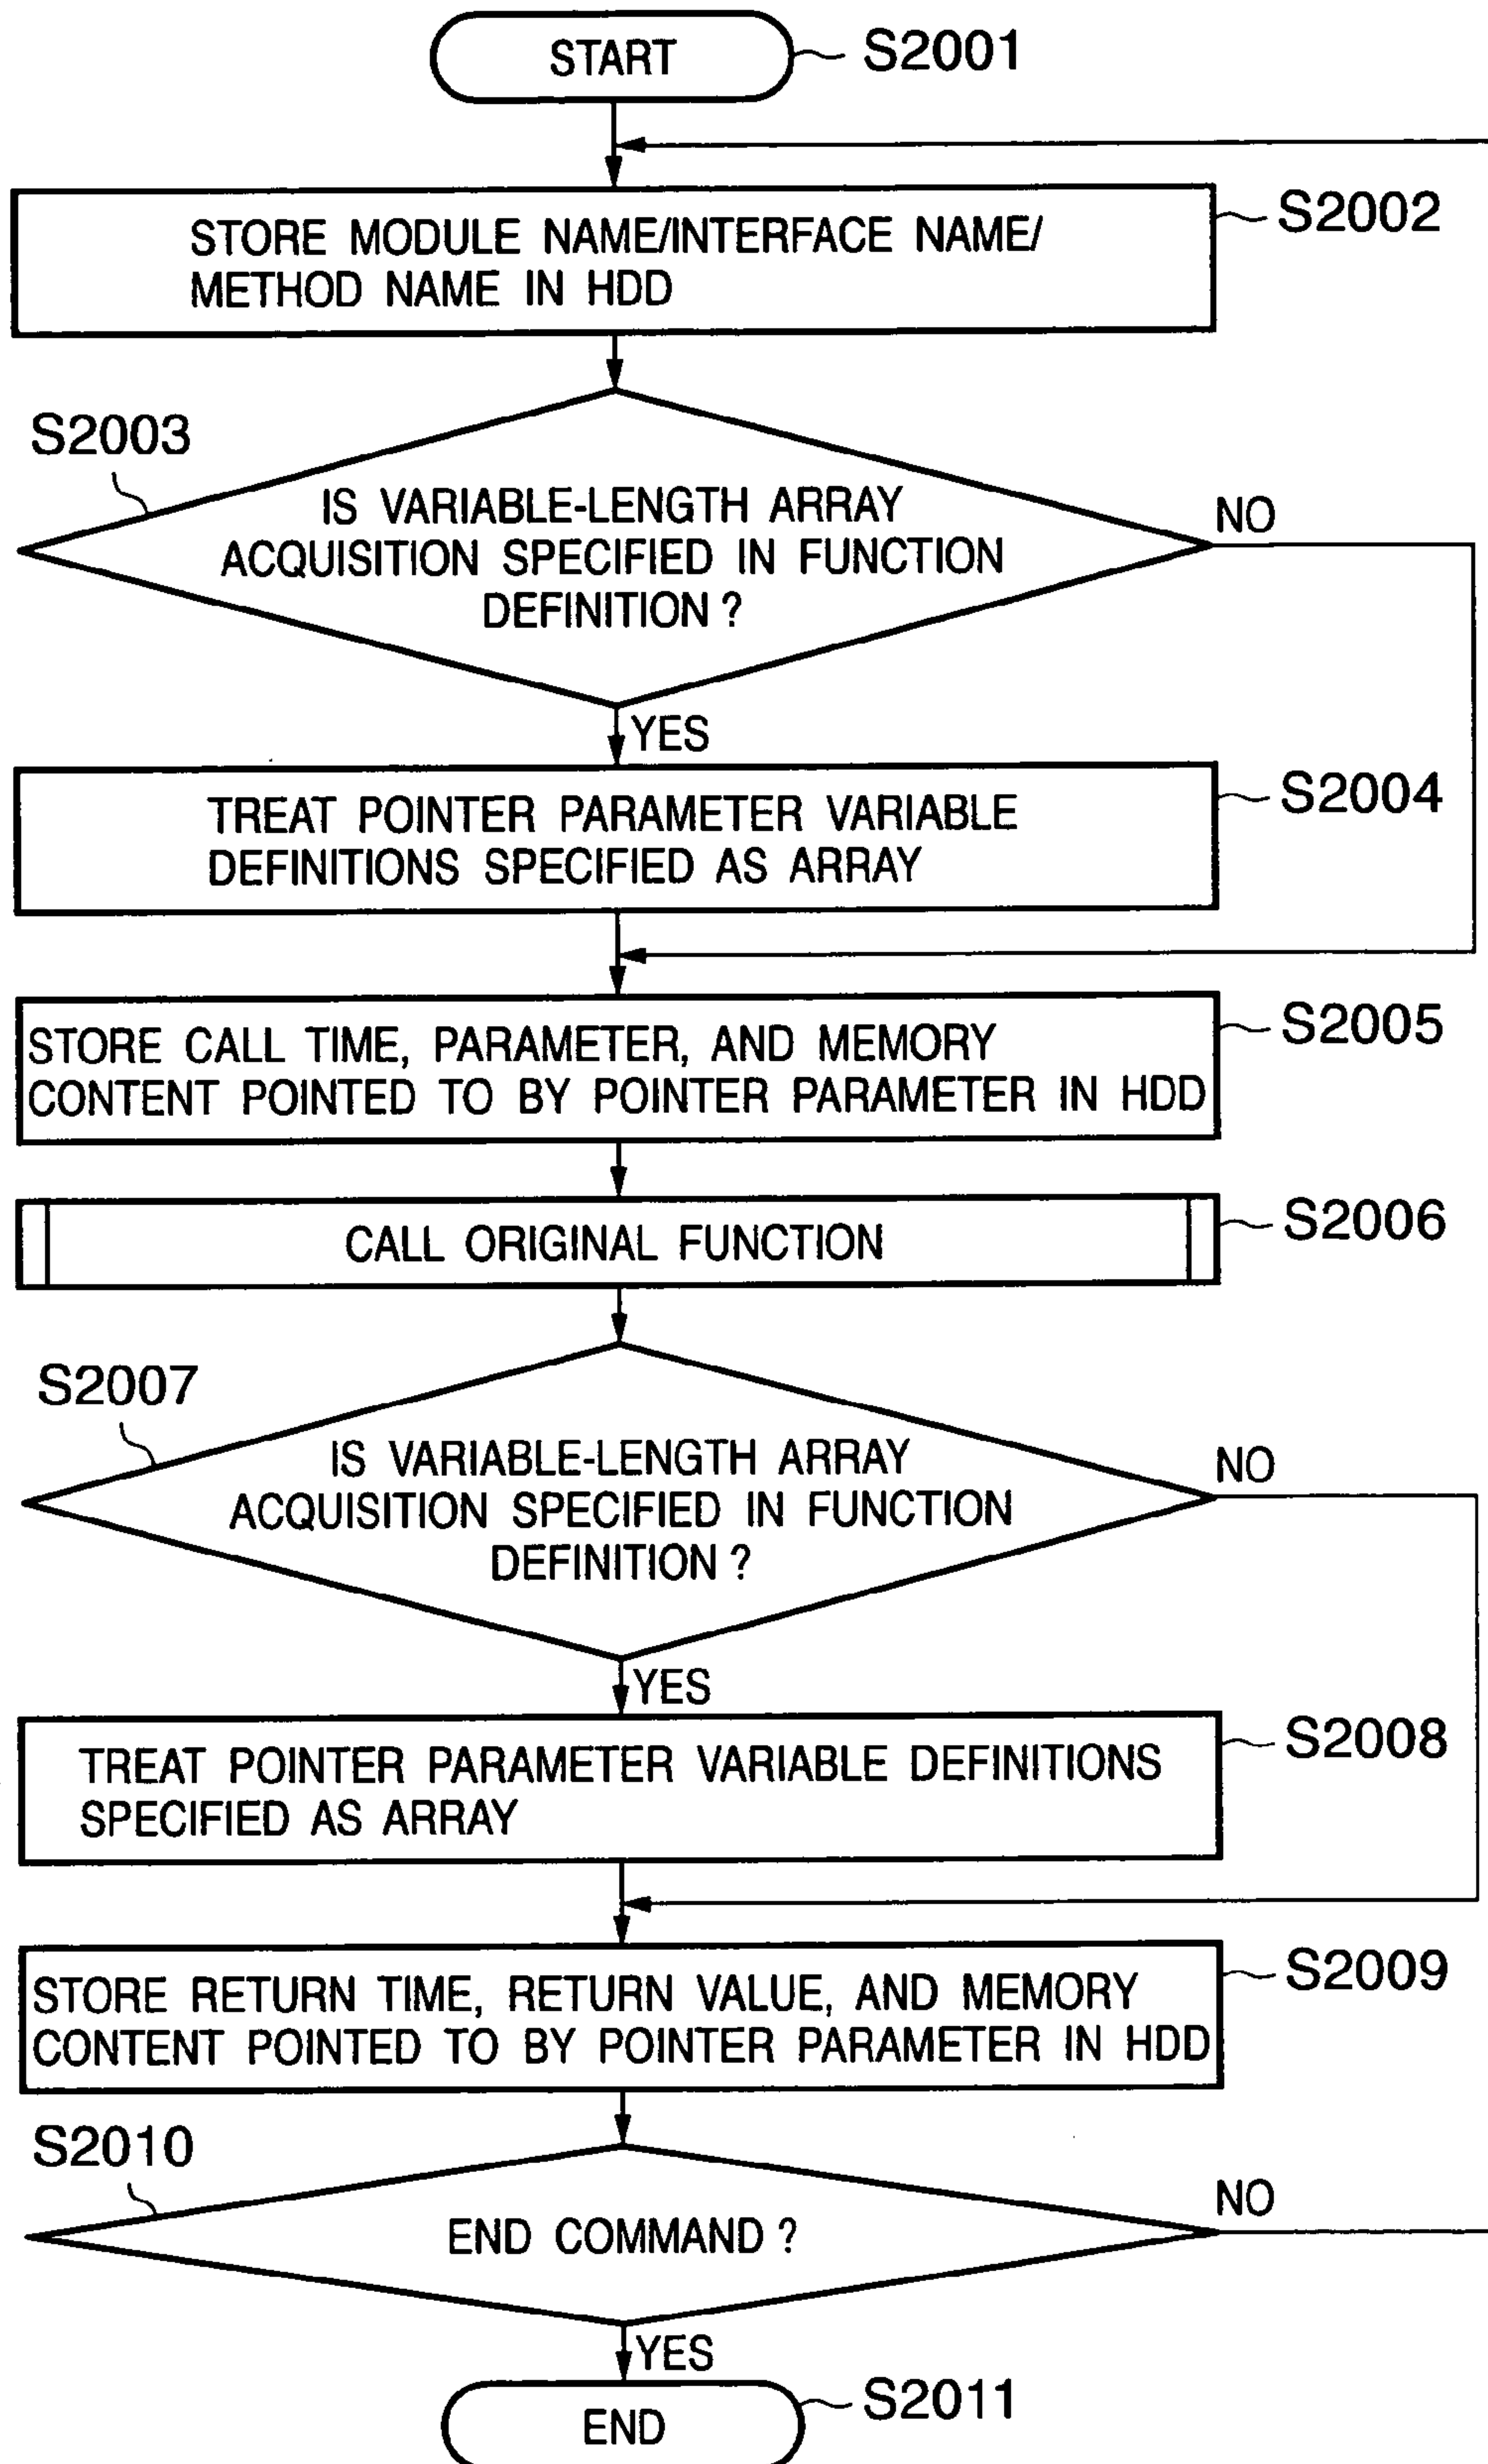 START
S2001
S2002
STORE MODULE NAME/INTERFACE NAME/
METHOD NAME IN HDD
S2003
IS VARIABLE-LENGTH ARRAY
ACQUISITION SPECIFIED IN FUNCTION
DEFINITION ?
NO
YES
S2004
TREAT POINTER PARAMETER VARIABLE
DEFINITIONS SPECIFIED AS ARRAY
S2005
STORE CALL TIME, PARAMETER, AND MEMORY
CONTENT POINTED TO BY POINTER PARAMETER IN HDD
S2006
CALL ORIGINAL FUNCTION
S2007
IS VARIABLE-LENGTH ARRAY
ACQUISITION SPECIFIED IN FUNCTION
DEFINITION ?
NO
YES
S2008
TREAT POINTER PARAMETER VARIABLE DEFINITIONS
SPECIFIED AS ARRAY
S2009
STORE RETURN TIME, RETURN VALUE, AND MEMORY
CONTENT POINTED TO BY POINTER PARAMETER IN HDD
S2010
END COMMAND ?
NO
YES
END
S2011